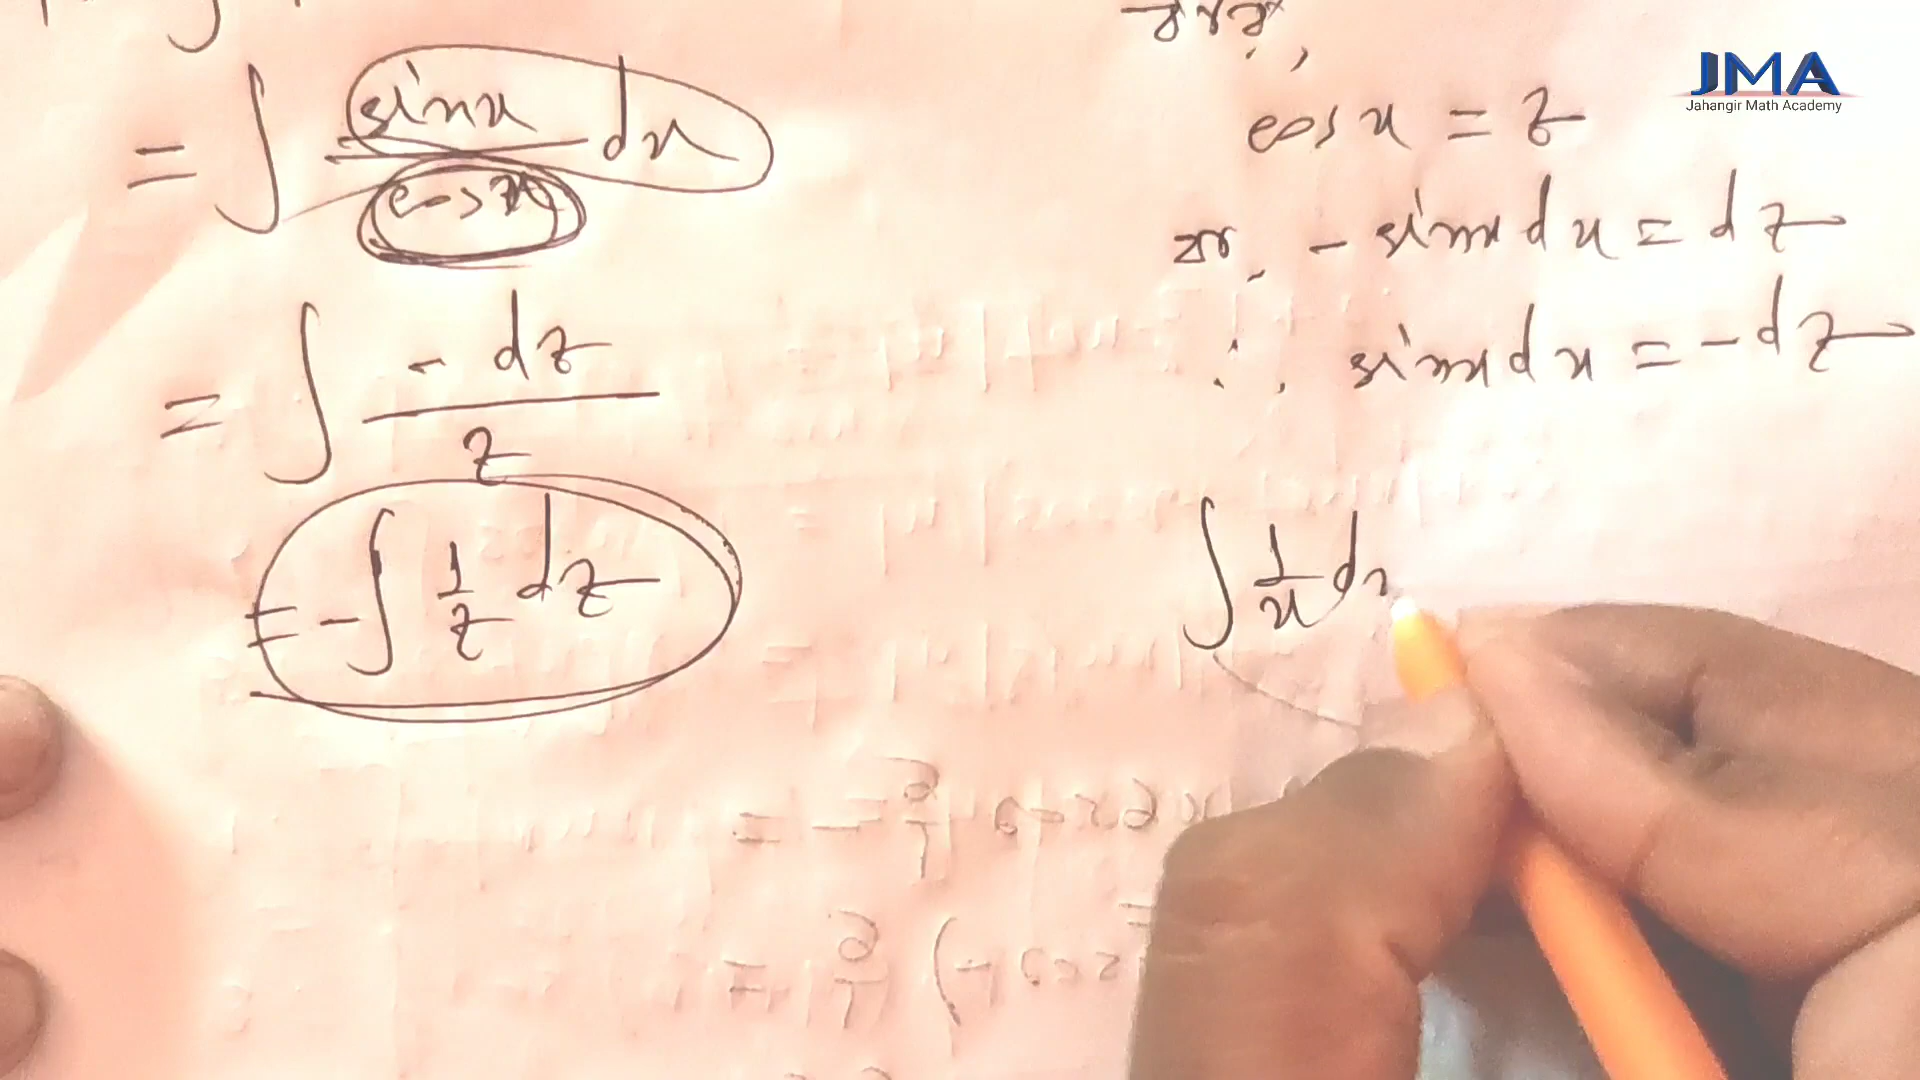 = ∫ sinx/cosx dx
= ∫ -dz/z
= -∫ 1/z dz
ধরি,
cosx = z
বা, -sinx dx = dz
∴ sinx dx = -dz
∫ 1/x dx
JMA
Jahangir Math Academy